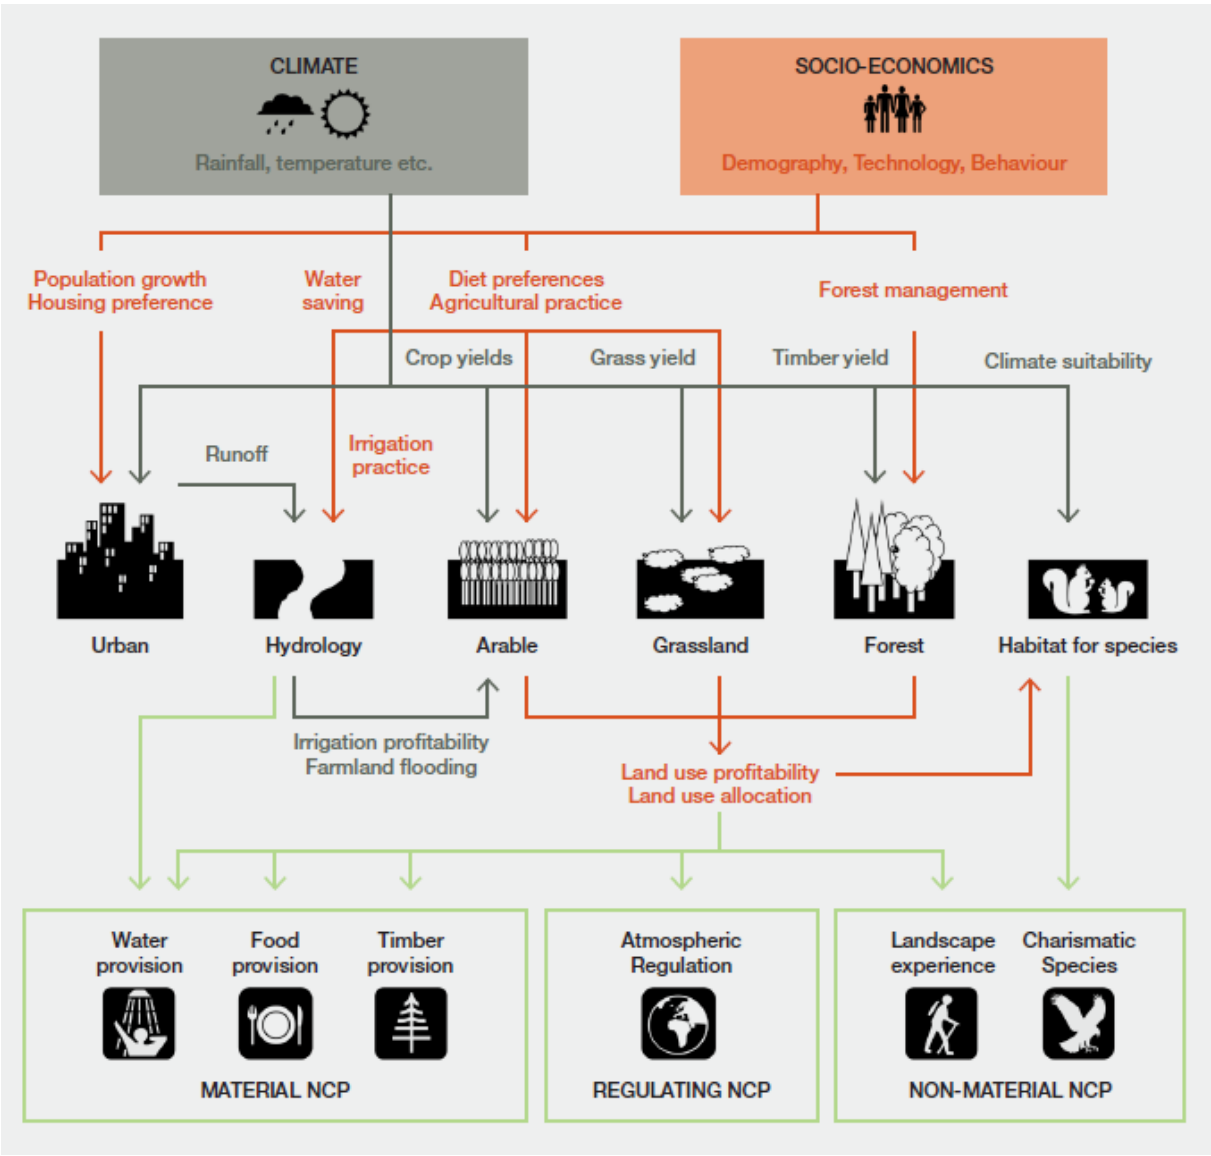 CLIMATE
Rainfall, temperature etc.
SOCIO-ECONOMICS
Demography, Technology, Behaviour
Population growth
Housing preference
Water
saving
Diet preferences
Agricultural practice
Forest management
Crop yields
Grass yield
Timber yield
Climate suitability
Runoff
Irrigation
practice
Urban
Hydrology
Arable
Grassland
Forest
Habitat for species
Irrigation profitability
Farmland flooding
Land use profitability
Land use allocation
Water
provision
Food
provision
Timber
provision
MATERIAL NCP
Atmospheric
Regulation
REGULATING NCP
Landscape
experience
Charismatic
Species
NON-MATERIAL NCP